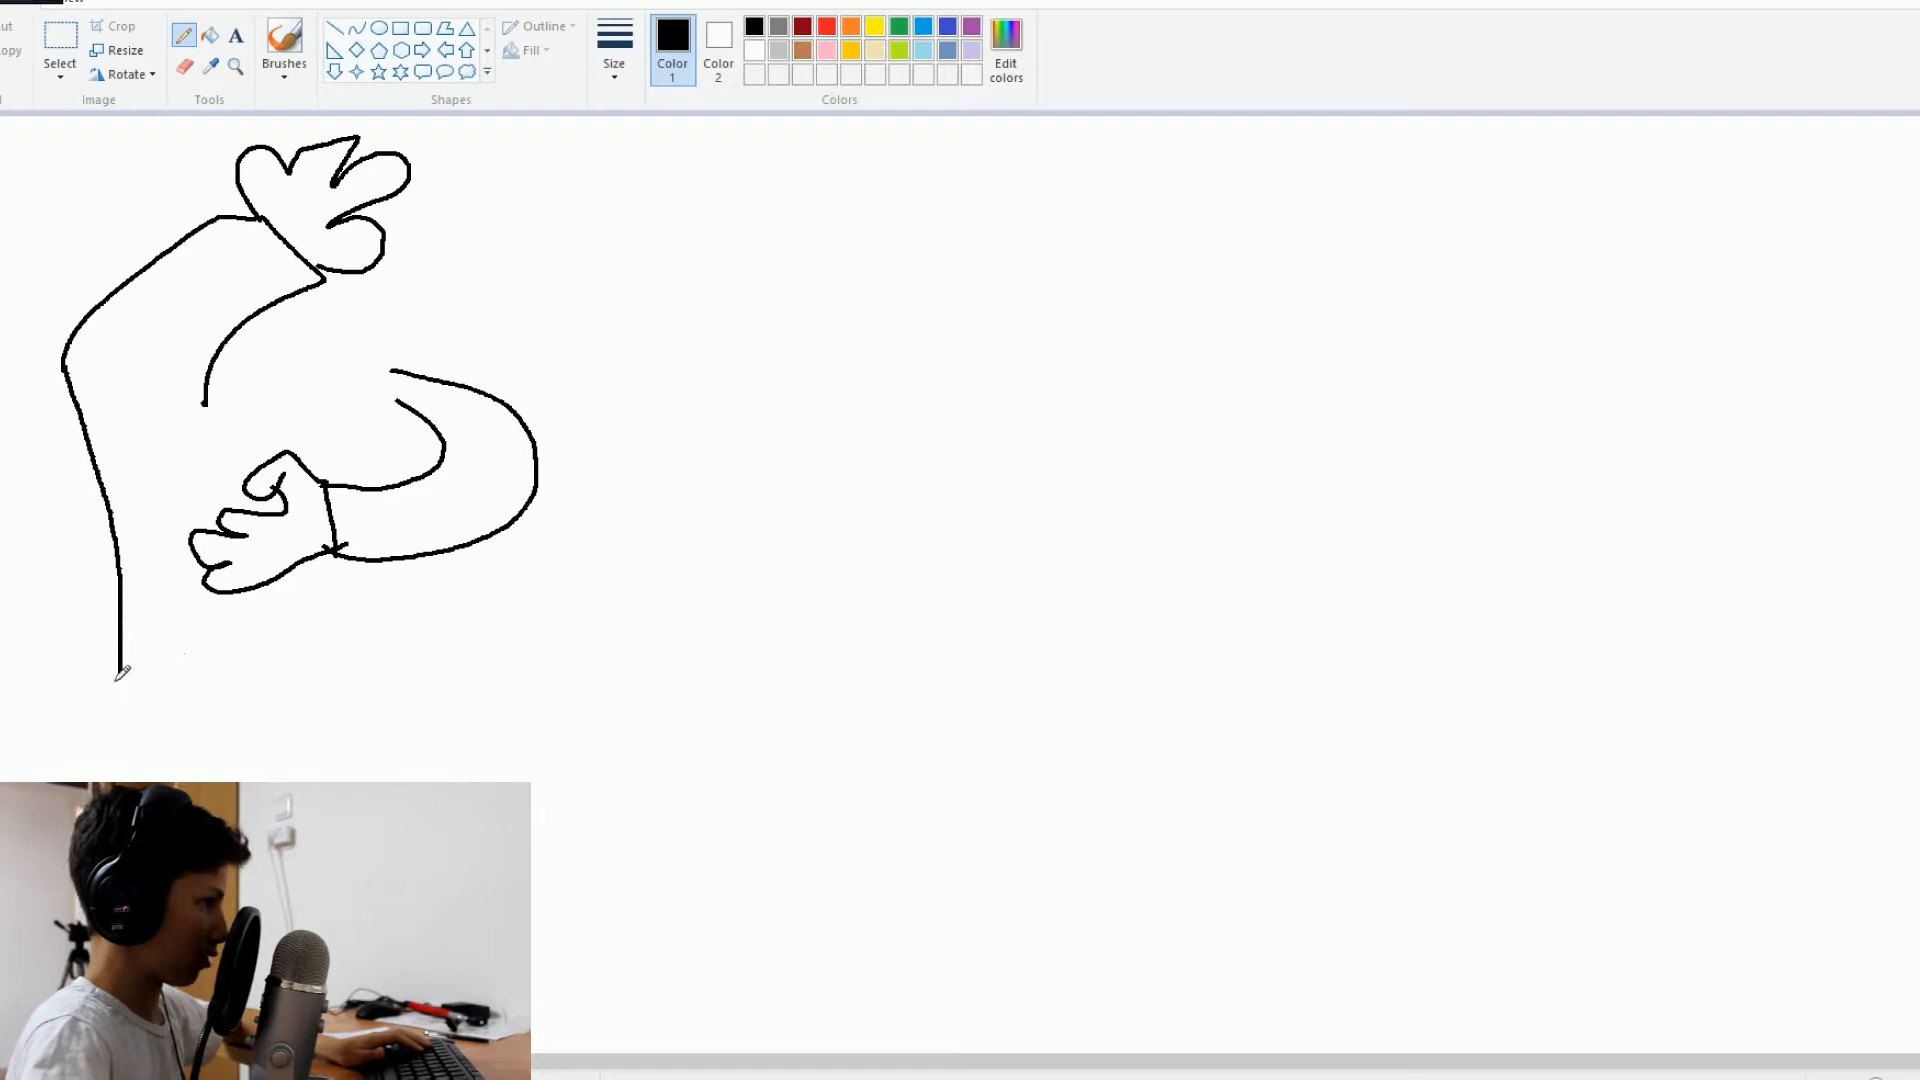 Crop
Resize
Rotate
Select
Image
A
Tools
Brushes
Outline
Fill
Shapes
Size
Color 1
Color 2
Edit colors
Colors